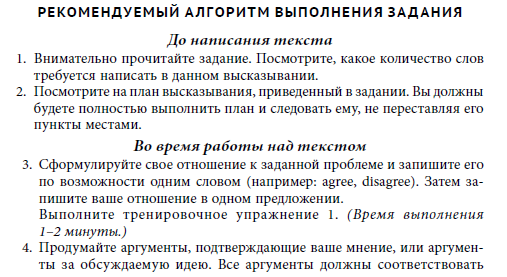 РЕКОМЕНДУЕМЫЙ АЛГОРИТМ ВЫПОЛНЕНИЯ ЗАДАНИЯ
До написания текста
1. Внимательно прочитайте задание. Посмотрите, какое количество слов
требуется написать в данном высказывании.
2. Посмотрите на план высказывания, приведенный в задании. Вы должны
будете полностью выполнить план и следовать ему, не переставляя его
пункты местами.
Во время работы над текстом
3. Сформулируйте свое отношение к заданной проблеме и запишите его
по возможности одним словом (например: agree, disagree). Затем за-
пишите ваше отношение в одном предложении.
Выполните тренировочное упражнение 1. (Время выполнения
1–2 минуты.)
4. Продумайте аргументы, подтверждающие ваше мнение, или аргумен-
ты за обсуждаемую идею. Все аргументы должны соответствовать